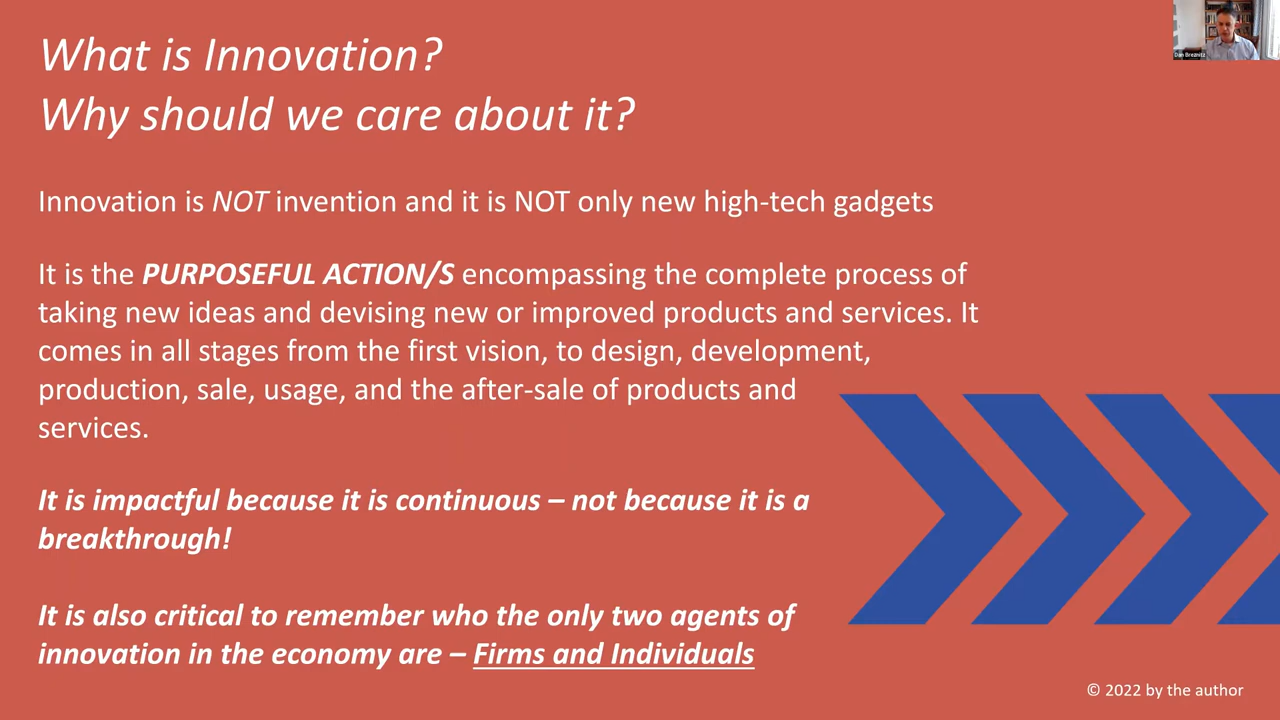 What is Innovation?
Why should we care about it?
Dan Breznitz
Innovation is NOT invention and it is NOT only new high-tech gadgets
It is the PURPOSEFUL ACTION/S encompassing the complete process of
taking new ideas and devising new or improved products and services. It
comes in all stages from the first vision, to design, development,
production, sale, usage, and the after-sale of products and
services.
It is impactful because it is continuous – not because it is a
breakthrough!
It is also critical to remember who the only two agents of
innovation in the economy are – Firms and Individuals
© 2022 by the author